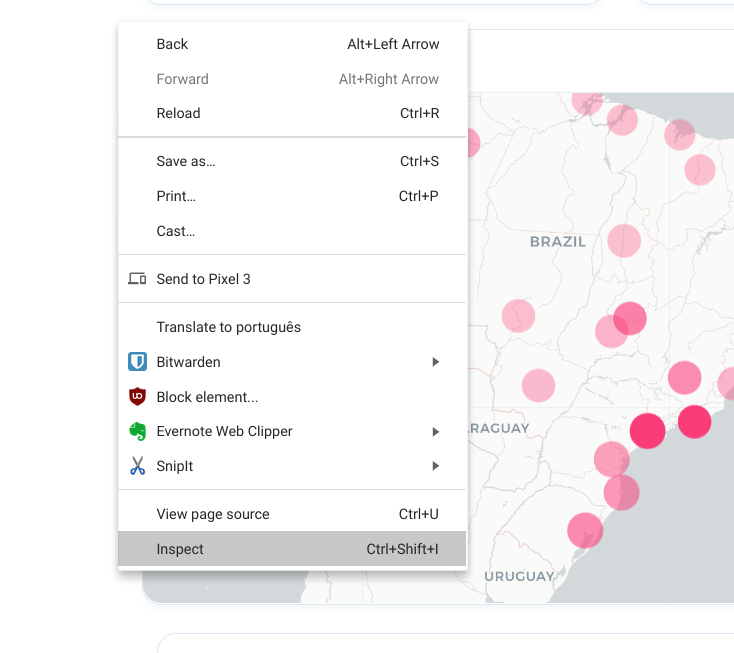 Back Alt+Left Arrow
Forward Alt+Right Arrow
Reload Ctrl+R
Save as… Ctrl+S
Print… Ctrl+P
Cast…
BRAZIL
Send to Pixel 3
Translate to português
Bitwarden
Block element...
Evernote Web Clipper
RAGUAY
SnipIt
View page source Ctrl+U
Inspect Ctrl+Shift+I
URUGUAY